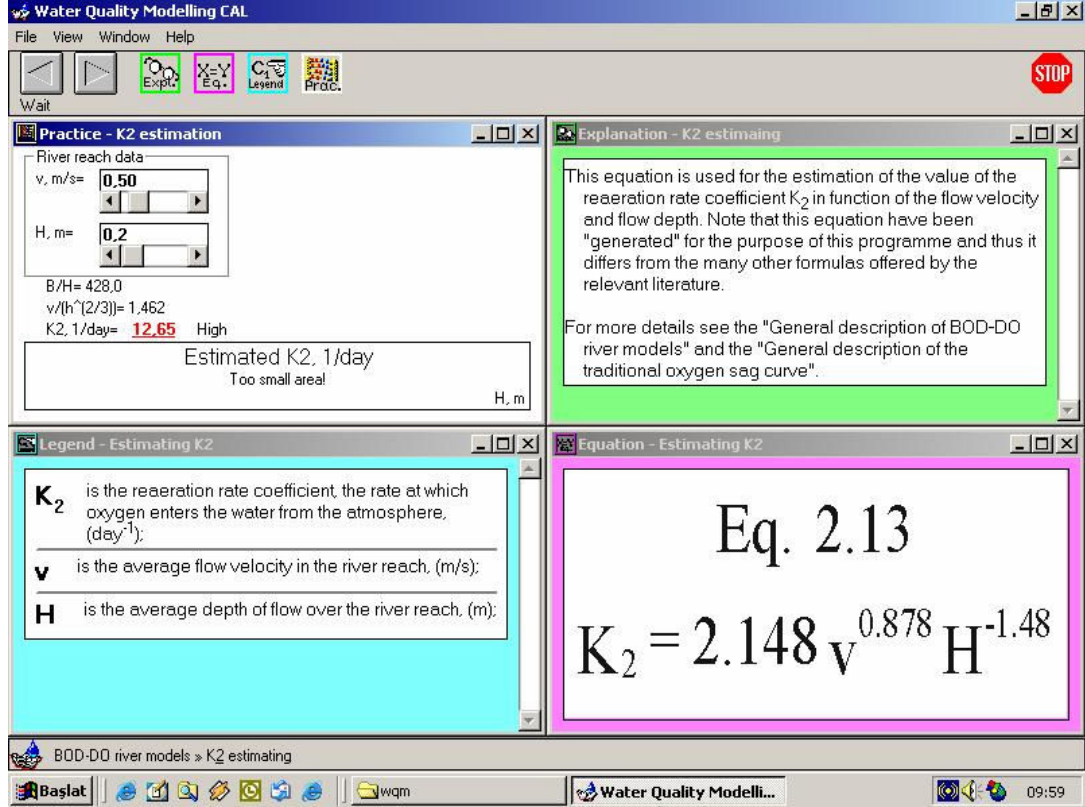 Water Quality Modelling CAL
File View Window Help
Expt.
X=Y
Eq.
C₁
Legend
Prac.
STOP
Wait
Practice - K2 estimation
River reach data
v, m/s= 0,50
H, m= 0,2
B/H= 428,0
v/(h^(2/3))= 1,462
K2, 1/day= 12,65 High
Estimated K2, 1/day
Too small area!
H, m
Explanation - K2 estimaing
This equation is used for the estimation of the value of the
reaeration rate coefficient K₂ in function of the flow velocity
and flow depth. Note that this equation have been
"generated" for the purpose of this programme and thus it
differs from the many other formulas offered by the
relevant literature.
For more details see the "General description of BOD-DO
river models" and the "General description of the
traditional oxygen sag curve".
Legend - Estimating K2
K₂ is the reaeration rate coefficient, the rate at which
oxygen enters the water from the atmosphere,
(day⁻¹);
v is the average flow velocity in the river reach, (m/s);
H is the average depth of flow over the river reach, (m);
Equation - Estimating K2
Eq. 2.13
K₂ = 2.148 v^0.878 H^-1.48
BOD-DO river models » K2 estimating
Başlat
wqm
Water Quality Modelli...
09:59